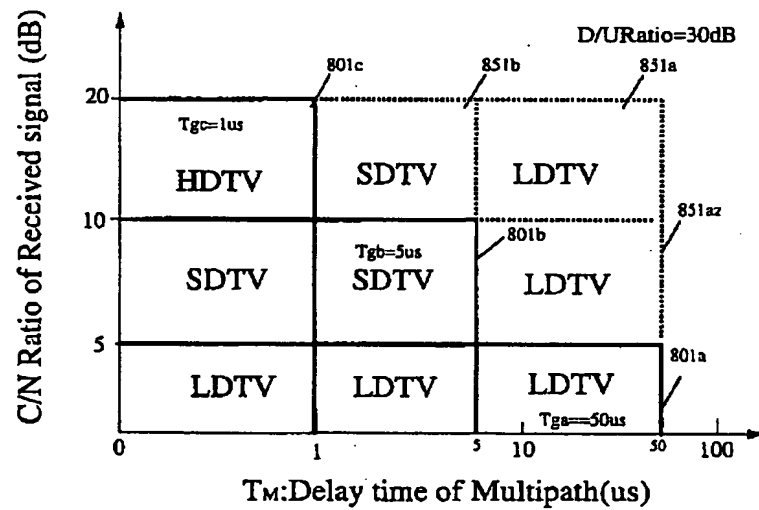 C/N Ratio of Received signal (dB)
D/URatio=30dB
801c
851b
851a
20
Tgc=1us
HDTV
SDTV
LDTV
10
851az
801b
Tgb=5us
SDTV
SDTV
LDTV
5
801a
LDTV
LDTV
LDTV
Tga==50us
0
1
5
10
50
100
TM:Delay time of Multipath(us)